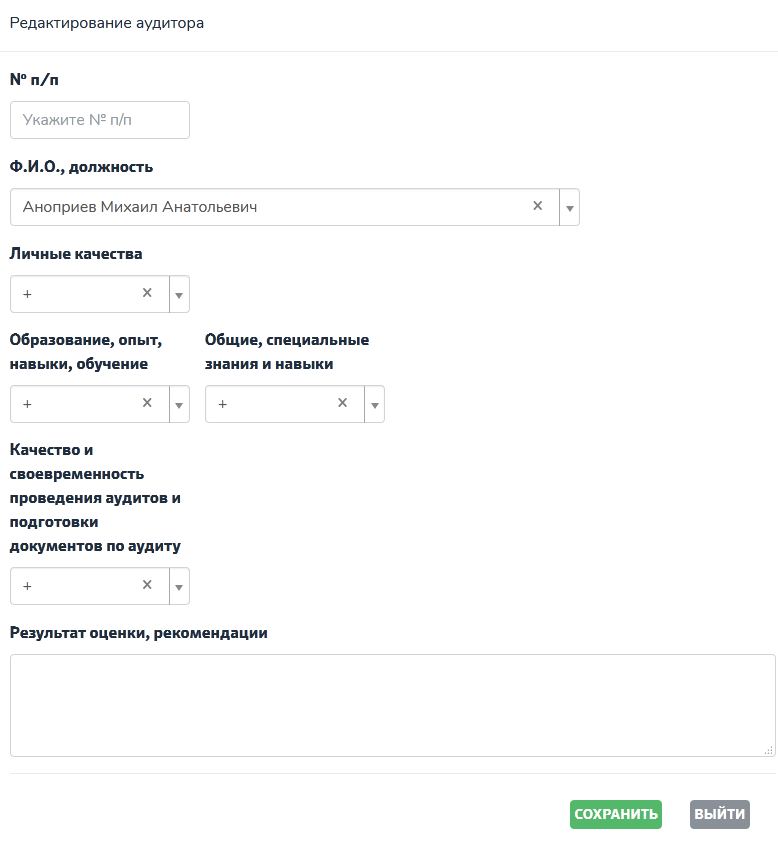 Редактирование аудитора
№ п/п
Укажите № п/п
Ф.И.О., должность
Аноприев Михаил Анатольевич ×
Личные качества
+ ×
Образование, опыт,
навыки, обучение
+ ×
Общие, специальные
знания и навыки
+ ×
Качество и
своевременность
проведения аудитов и
подготовки
документов по аудиту
+ ×
Результат оценки, рекомендации
СОХРАНИТЬ
ВЫЙТИ